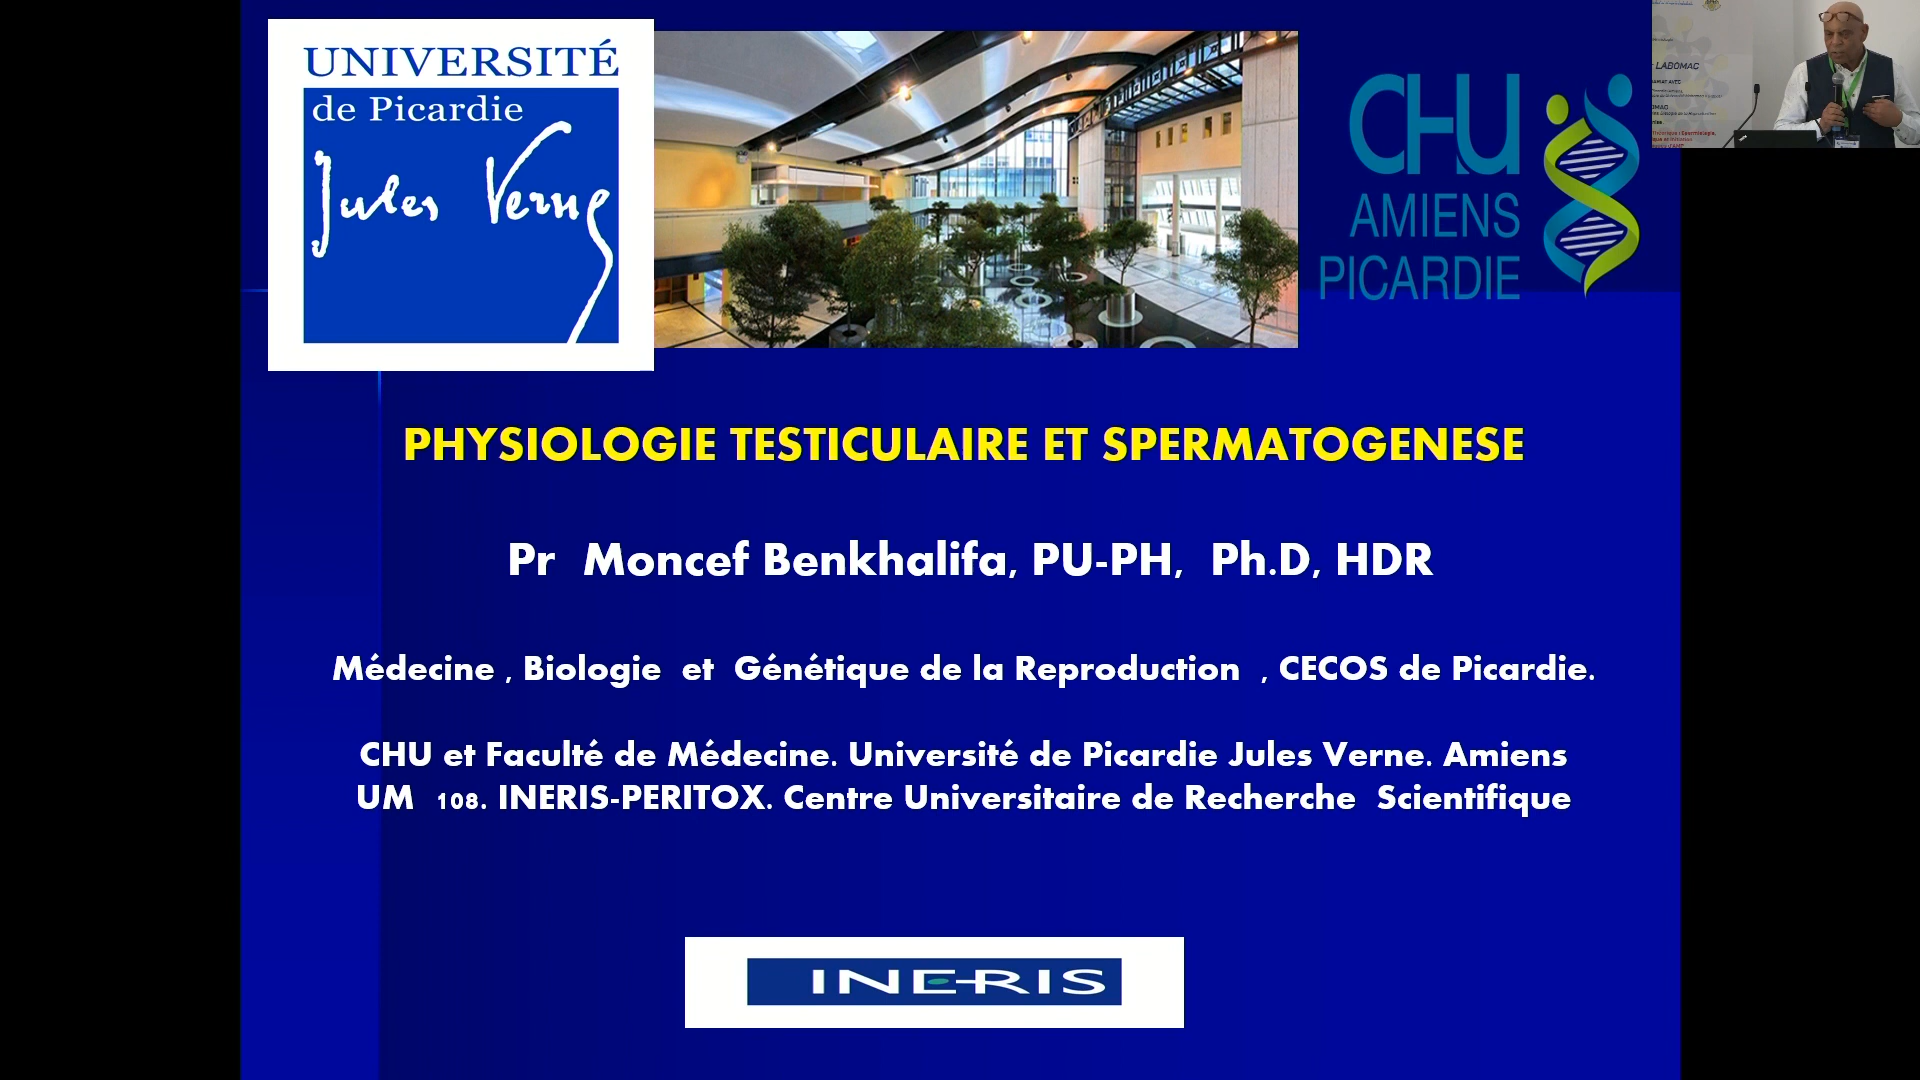 UNIVERSITÉ
de Picardie
Jules Verne
CHU
AMIENS
PICARDIE
LABOMAC
PHYSIOLOGIE TESTICULAIRE ET SPERMATOGENESE
Pr Moncef Benkhalifa, PU-PH, Ph.D, HDR
Médecine , Biologie et Génétique de la Reproduction , CECOS de Picardie.
CHU et Faculté de Médecine. Université de Picardie Jules Verne. Amiens
UM 108. INERIS-PERITOX. Centre Universitaire de Recherche Scientifique
INERIS